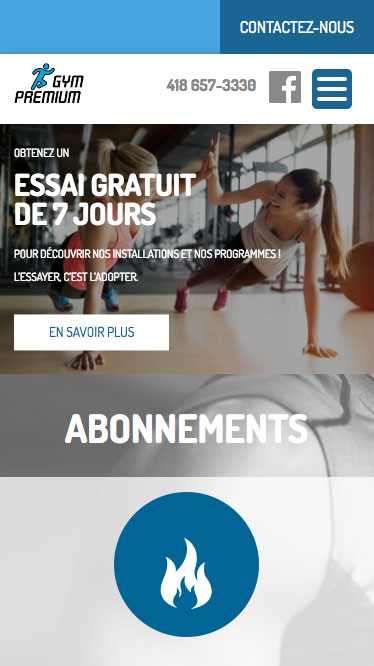 CONTACTEZ-NOUS
GYM
PREMIUM
418 657-3330
OBTENEZ UN
ESSAI GRATUIT
DE 7 JOURS
POUR DÉCOUVRIR NOS INSTALLATIONS ET NOS PROGRAMMES !
L'ESSAYER, C'EST L'ADOPTER.
EN SAVOIR PLUS
ABONNEMENTS